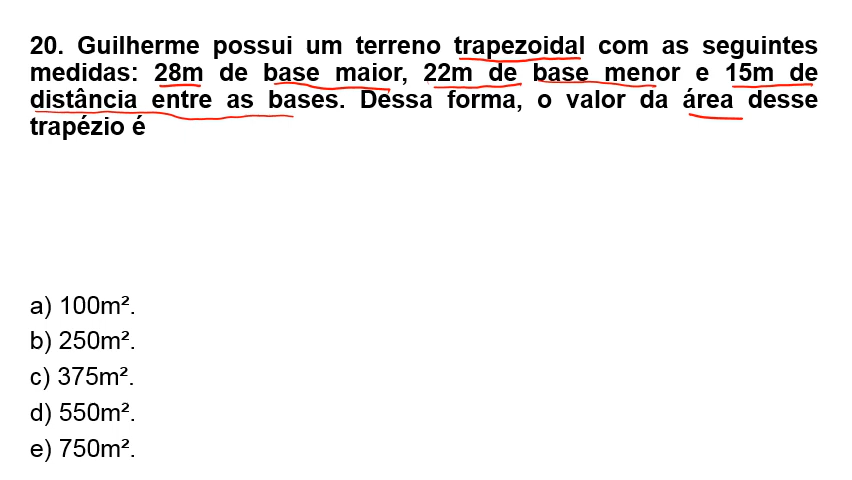 20. Guilherme possui um terreno trapezoidal com as seguintes
medidas: 28m de base maior, 22m de base menor e 15m de
distância entre as bases. Dessa forma, o valor da área desse
trapézio é
a) 100m².
b) 250m².
c) 375m².
d) 550m².
e) 750m².